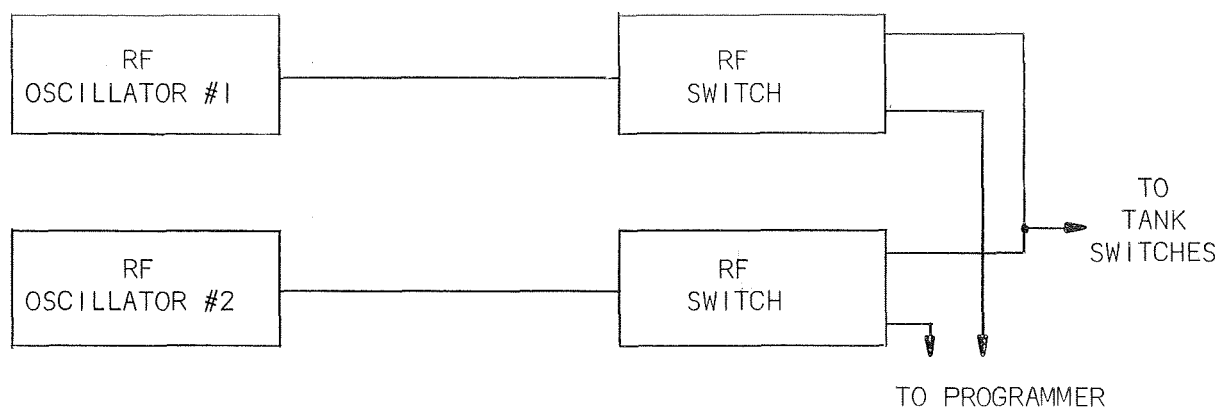 RF
OSCILLATOR #1
RF
SWITCH
TO
TANK
SWITCHES
RF
OSCILLATOR #2
RF
SWITCH
TO PROGRAMMER